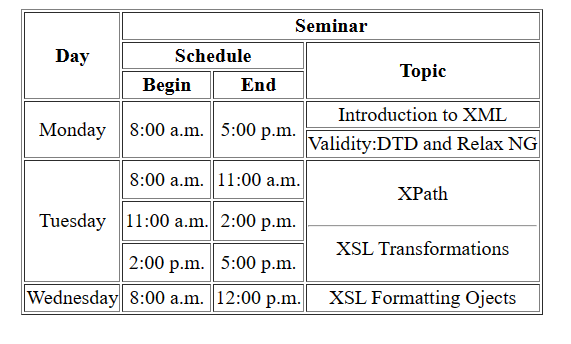 Day Seminar
Schedule Topic
Begin End
Monday 8:00 a.m. 5:00 p.m. Introduction to XML
Validity:DTD and Relax NG
Tuesday 8:00 a.m. 11:00 a.m. XPath
11:00 a.m. 2:00 p.m.
XSL Transformations
2:00 p.m. 5:00 p.m.
Wednesday 8:00 a.m. 12:00 p.m. XSL Formatting Ojects